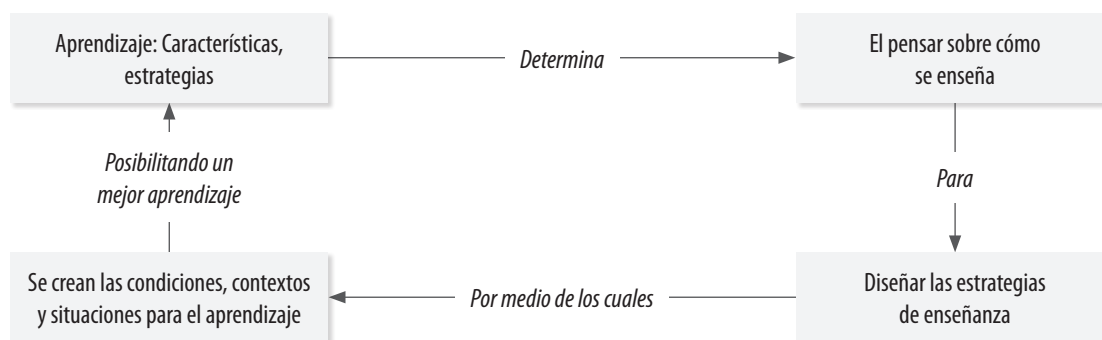 Aprendizaje: Características,
estrategias
Determina
El pensar sobre cómo
se enseña
Posibilitando un
mejor aprendizaje
Para
Se crean las condiciones, contextos
y situaciones para el aprendizaje
Por medio de los cuales
Diseñar las estrategias
de enseñanza